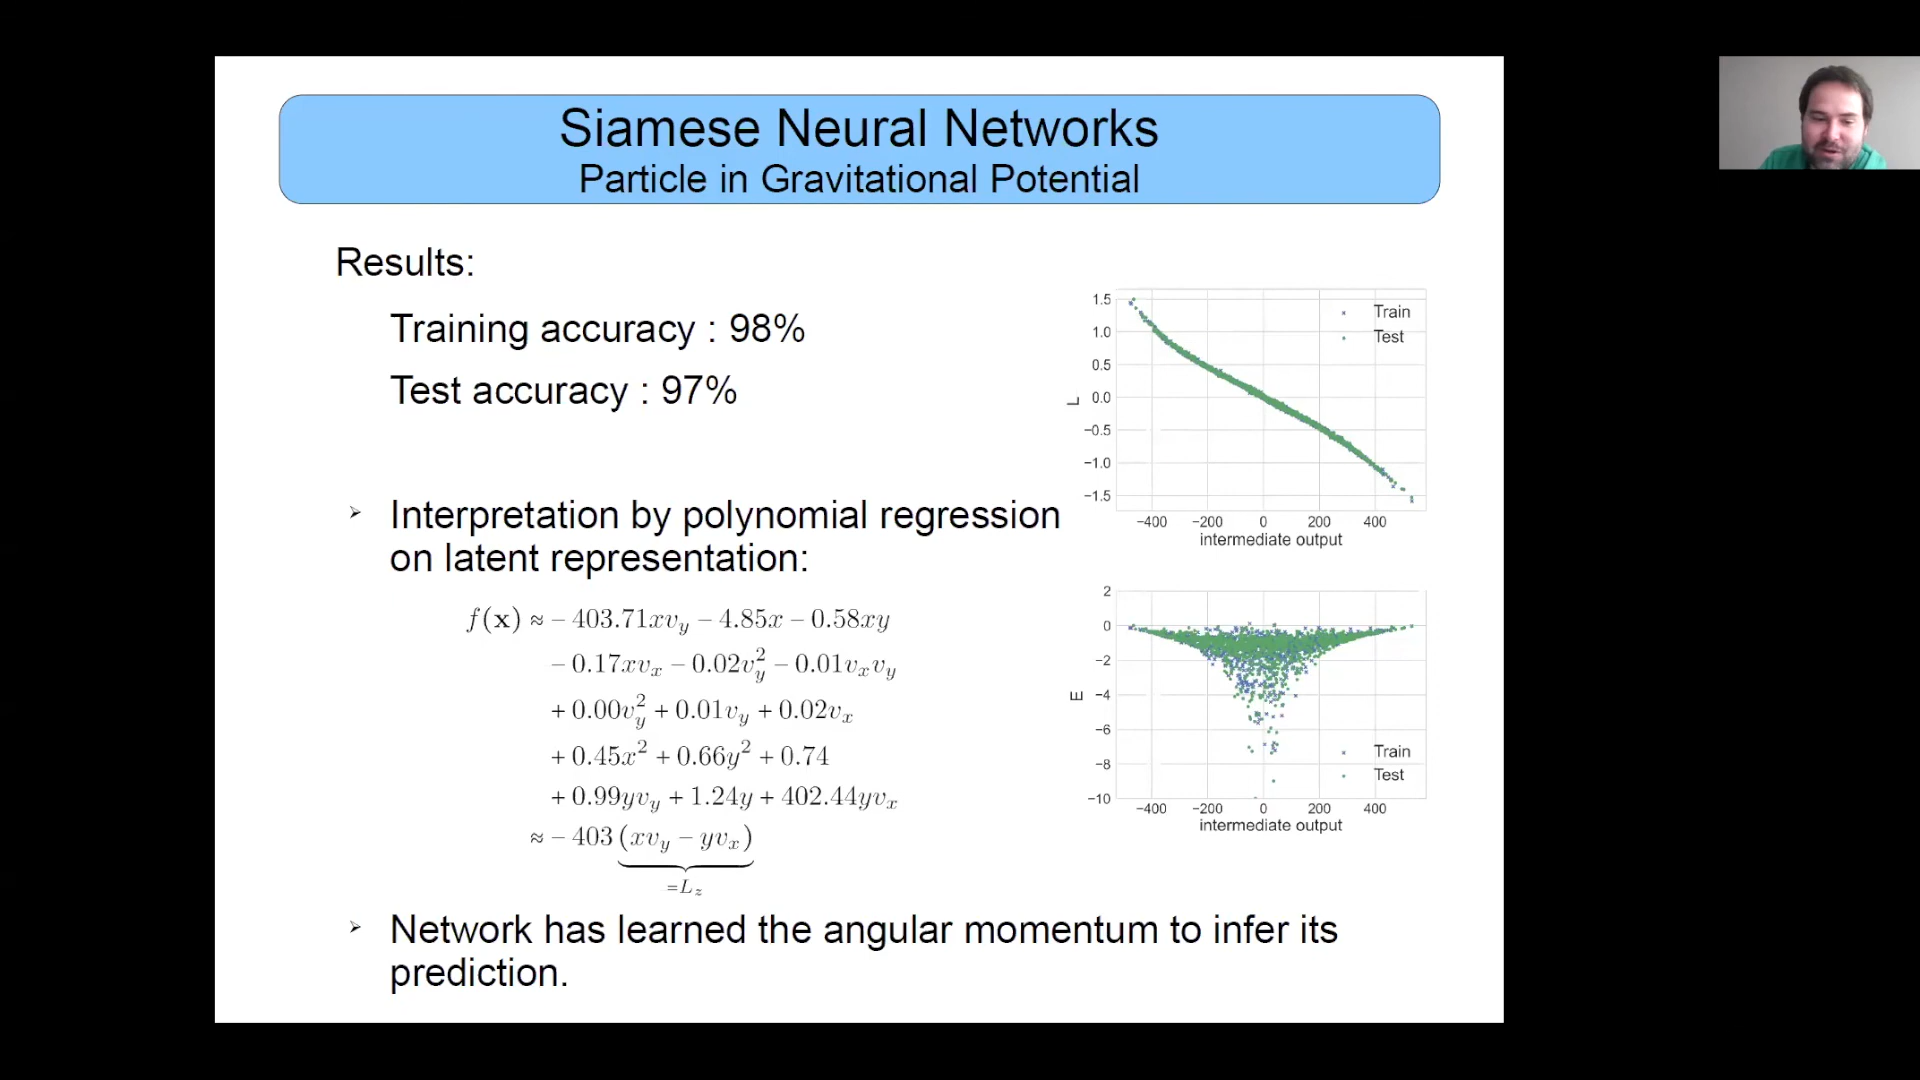 Siamese Neural Networks
Particle in Gravitational Potential
Results:
Training accuracy : 98%
Test accuracy : 97%
➢ Interpretation by polynomial regression
on latent representation:
f(x) ≈ − 403.71xv_y − 4.85x − 0.58xy
− 0.17xv_x − 0.02v_y^2 − 0.01v_xv_y
+ 0.00v_y^2 + 0.01v_y + 0.02v_x
+ 0.45x^2 + 0.66y^2 + 0.74
+ 0.99yv_y + 1.24y + 402.44yv_x
≈ − 403 (xv_y − yv_x)
=L_z
➢ Network has learned the angular momentum to infer its
prediction.
1.5
1.0
0.5
0.0
−0.5
−1.0
−1.5
L
Train
Test
−400 −200 0 200 400
intermediate output
2
0
−2
−4
−6
−8
−10
E
Train
Test
−400 −200 0 200 400
intermediate output